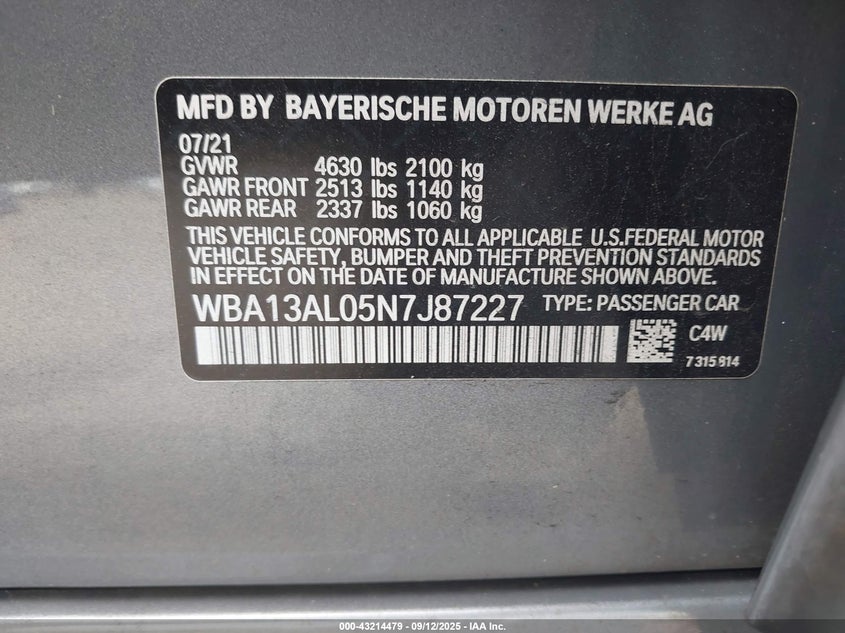 MFD BY BAYERISCHE MOTOREN WERKE AG
07/21
GVWR 4630 lbs 2100 kg
GAWR FRONT 2513 lbs 1140 kg
GAWR REAR 2337 lbs 1060 kg
THIS VEHICLE CONFORMS TO ALL APPLICABLE U.S.FEDERAL MOTOR
VEHICLE SAFETY, BUMPER AND THEFT PREVENTION STANDARDS
IN EFFECT ON THE DATE OF MANUFACTURE SHOWN ABOVE.
WBA13AL05N7J87227 TYPE: PASSENGER CAR
C4W
7315814
000-43214479 - 09/12/2025 - IAA Inc.